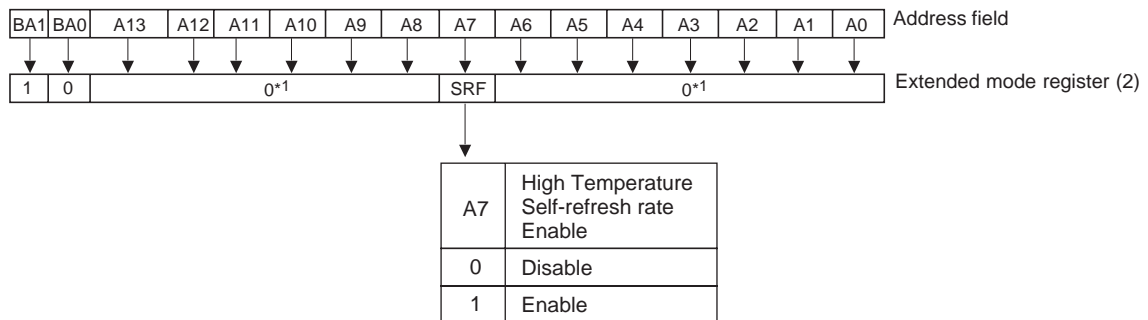 BA1 BA0 A13 A12 A11 A10 A9 A8 A7 A6 A5 A4 A3 A2 A1 A0 Address field
1 0 0*1 SRF 0*1 Extended mode register (2)
A7 High Temperature
Self-refresh rate
Enable
0 Disable
1 Enable